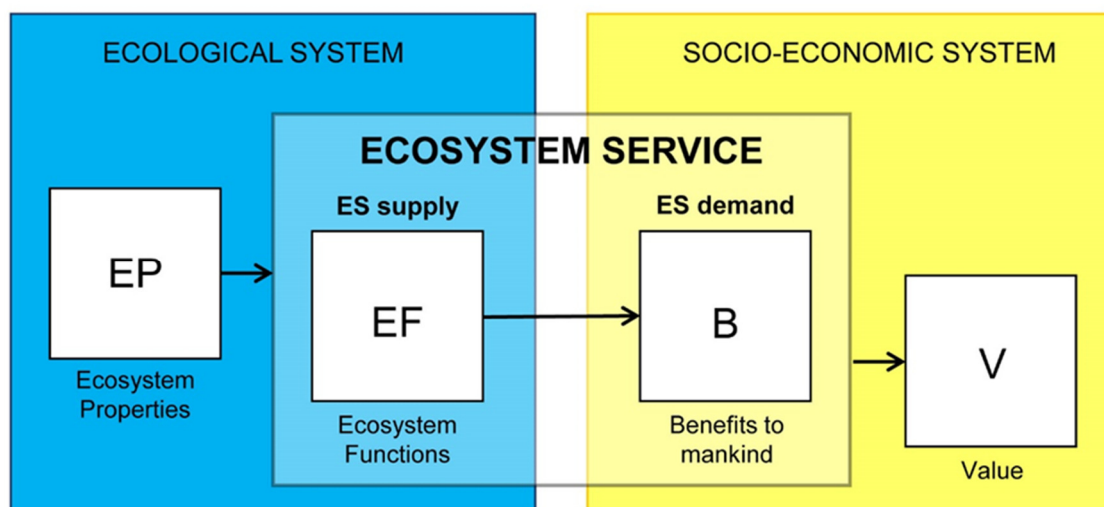 ECOLOGICAL SYSTEM
SOCIO-ECONOMIC SYSTEM
ECOSYSTEM SERVICE
ES supply
ES demand
EP
EF
B
V
Ecosystem
Properties
Ecosystem
Functions
Benefits to
mankind
Value